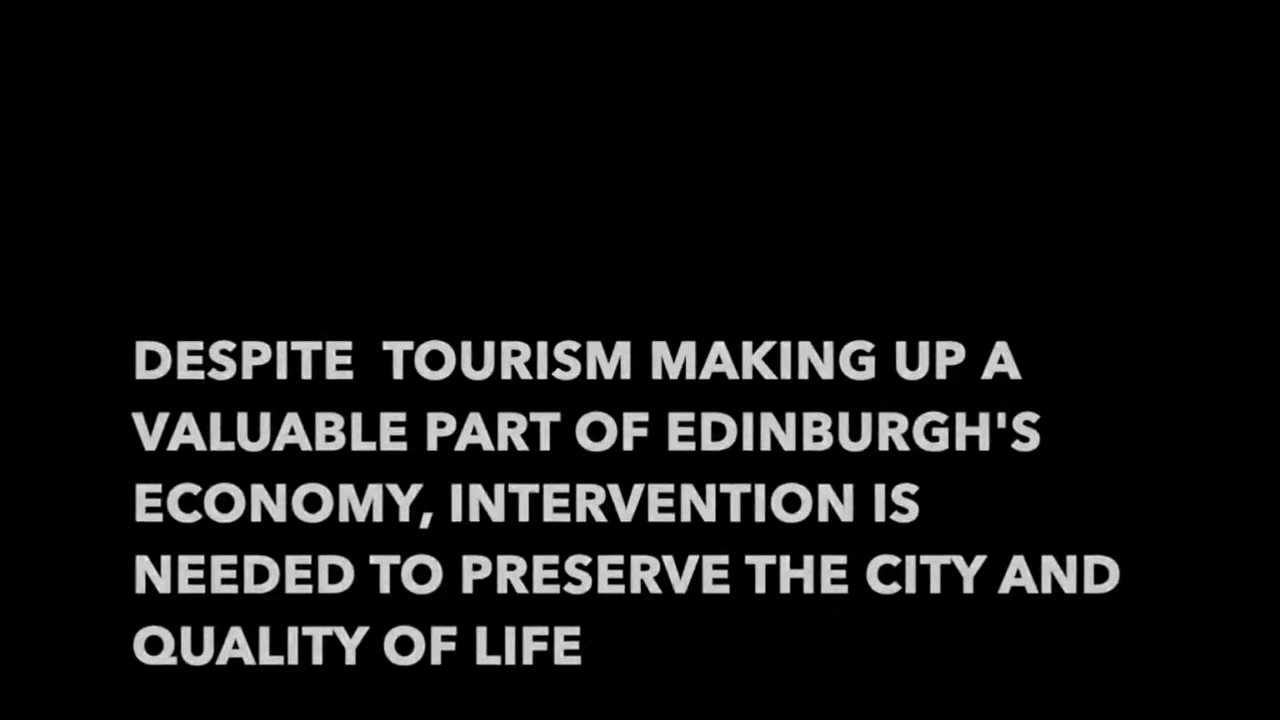 DESPITE  TOURISM MAKING UP A
VALUABLE PART OF EDINBURGH'S
ECONOMY, INTERVENTION IS
NEEDED TO PRESERVE THE CITY AND
QUALITY OF LIFE